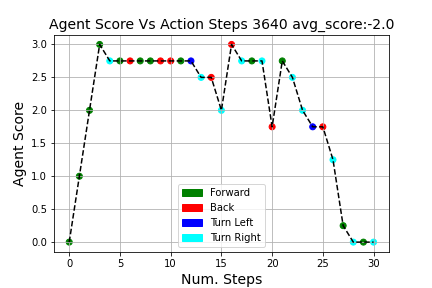 Agent Score Vs Action Steps 3640 avg_score:-2.0
Agent Score
3.0
2.5
2.0
1.5
1.0
0.5
0.0
Forward
Back
Turn Left
Turn Right
0 5 10 15 20 25 30
Num. Steps